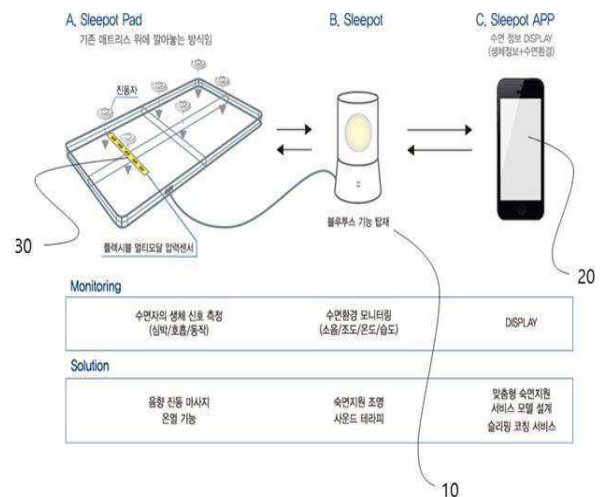 A. Sleepot Pad
기존 매트리스 위에 깔아놓는 방식임
B. Sleepot
C. Sleepot APP
수면 정보 DISPLAY
(생체정보+수면환경)
진동자
30
플렉시블 멀티모달 압력센서
블루투스 기능 탑재
20
Monitoring
수면자의 생체 신호 측정
(심박/호흡/동작)
수면환경 모니터링
(소음/조도/온도/습도)
DISPLAY
Solution
음향 진동 마사지
온열 기능
숙면지원 조명
사운드 테라피
맞춤형 숙면지원
서비스 모델 설계
슬리핑 코칭 서비스
10